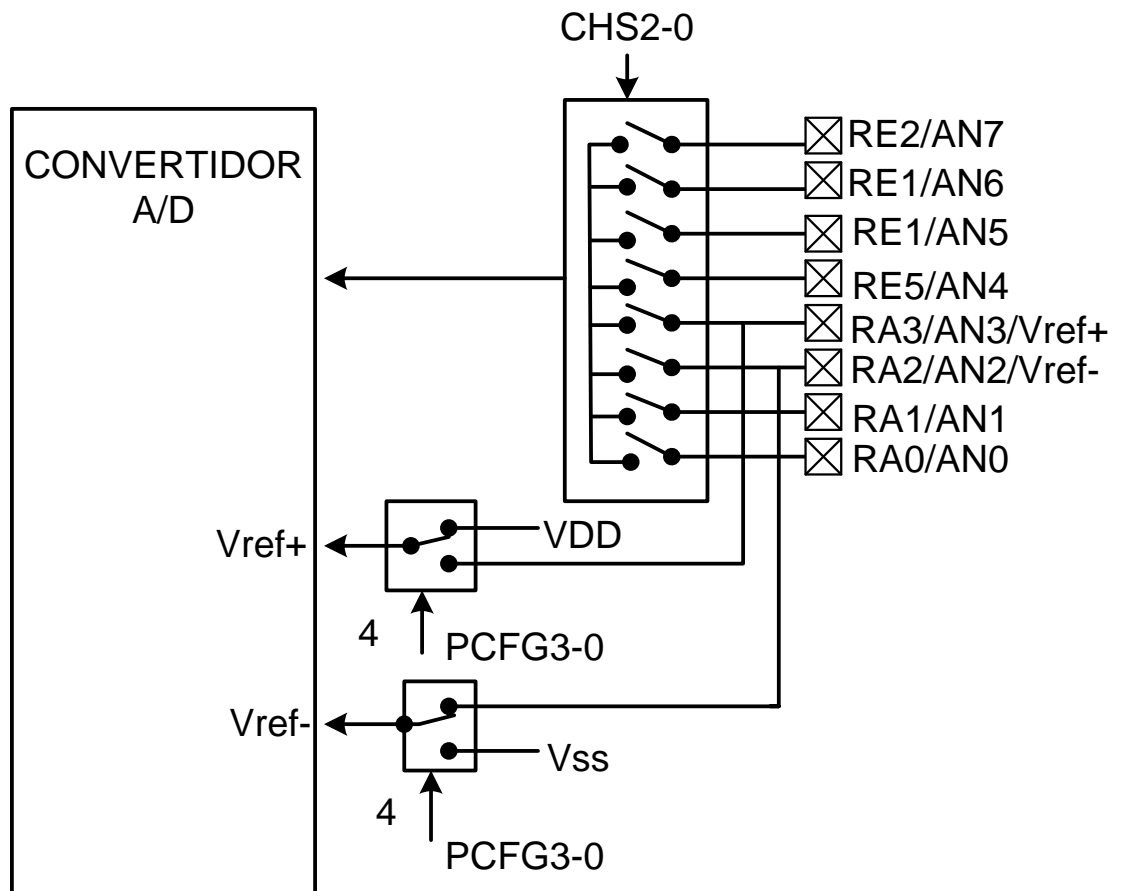 CHS2-0
CONVERTIDOR
A/D
RE2/AN7
RE1/AN6
RE1/AN5
RE5/AN4
RA3/AN3/Vref+
RA2/AN2/Vref-
RA1/AN1
RA0/AN0
Vref+
VDD
4
PCFG3-0
Vref-
Vss
4
PCFG3-0